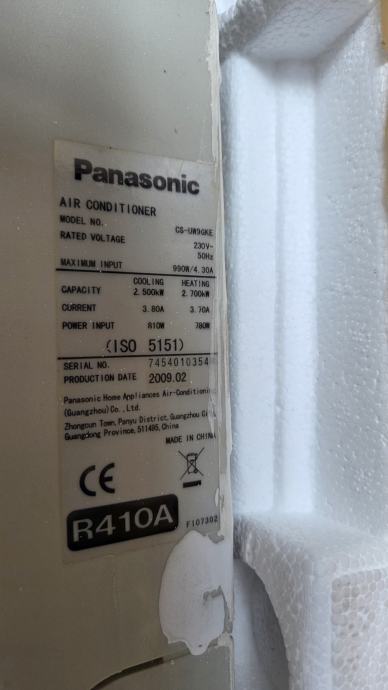 Panasonic
AIR CONDITIONER
MODEL NO. CS-UW9GKE
RATED VOLTAGE 230V~
50Hz
MAXIMUM INPUT 990W/4.30A
COOLING HEATING
CAPACITY 2.500kW 2.700kW
CURRENT 3.80A 3.70A
POWER INPUT 810W 780W
(ISO 5151)
SERIAL NO. 7454010354
PRODUCTION DATE 2009.02
Panasonic Home Appliances Air-Conditioning
(Guangzhou) Co., Ltd.
Zhongcun Town, Panyu District, Guangzhou
Guangdong Province, 511495, China
MADE IN CHINA
CE
R410A F107302